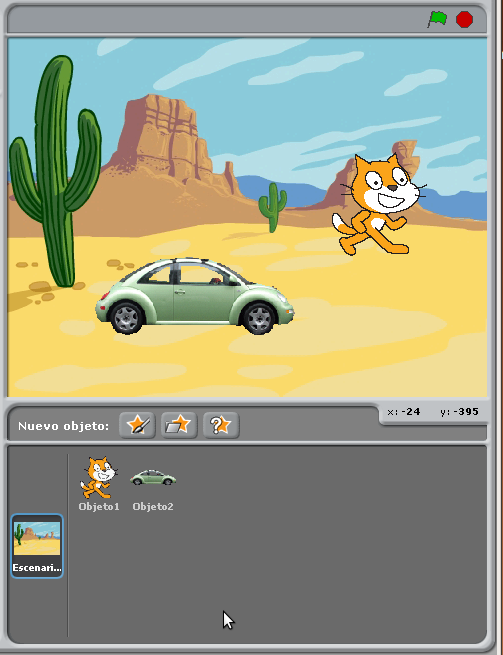 x: -24 y: -395
Nuevo objeto:
Objeto1 Objeto2
Escenari...